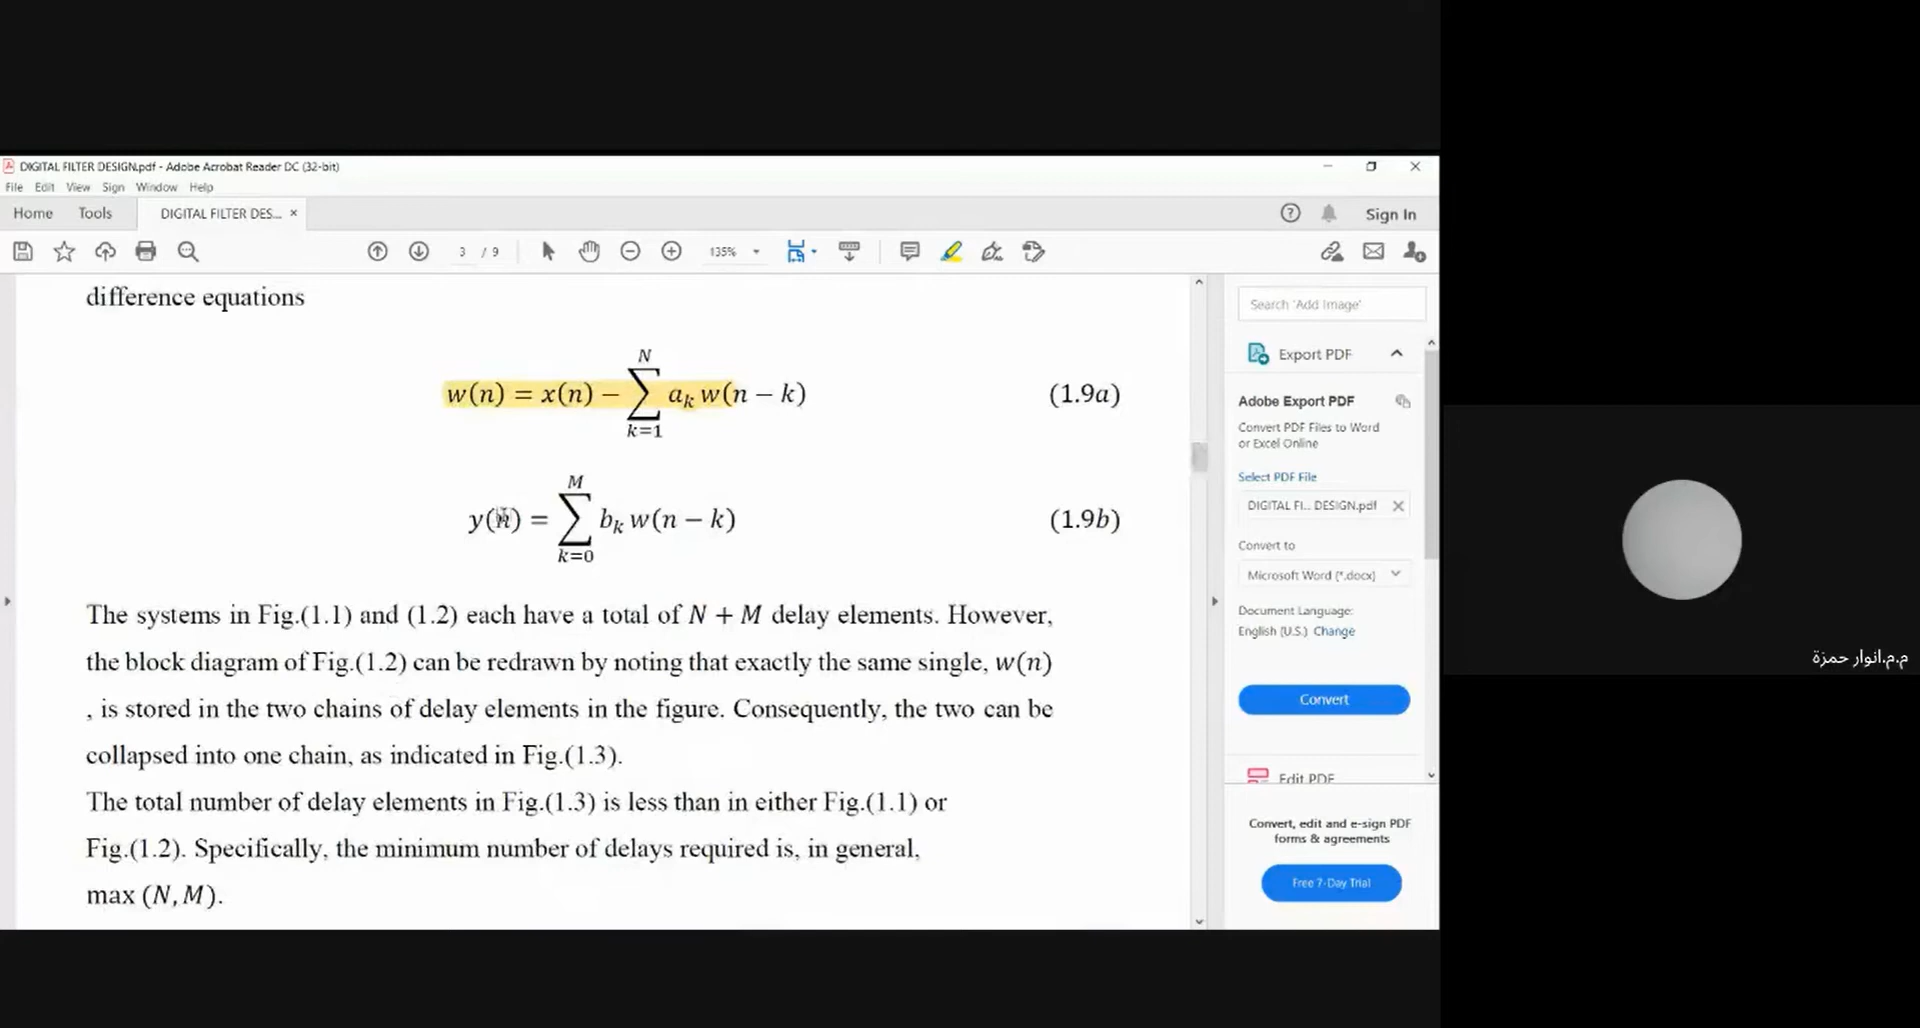 DIGITAL FILTER DESIGN.pdf - Adobe Acrobat Reader DC (32-bit)
File Edit View Sign Window Help
Home Tools DIGITAL FILTER DES... × Sign In
3 / 9 135%
difference equations
w(n) = x(n) − ∑_{k=1}^{N} a_k w(n − k) (1.9a)
y(n) = ∑_{k=0}^{M} b_k w(n − k) (1.9b)
The systems in Fig.(1.1) and (1.2) each have a total of N + M delay elements. However,
the block diagram of Fig.(1.2) can be redrawn by noting that exactly the same single, w(n)
, is stored in the two chains of delay elements in the figure. Consequently, the two can be
collapsed into one chain, as indicated in Fig.(1.3).
The total number of delay elements in Fig.(1.3) is less than in either Fig.(1.1) or
Fig.(1.2). Specifically, the minimum number of delays required is, in general,
max (N, M).
Search 'Add Image'
Export PDF
Adobe Export PDF
Convert PDF Files to Word
or Excel Online
Select PDF File
DIGITAL FI... DESIGN.pdf
Convert to
Microsoft Word (*.docx)
Document Language:
English (U.S.) Change
Convert
Edit PDF
Convert, edit and e-sign PDF
forms & agreements
Free 7-Day Trial
م.م.انوار حمزة